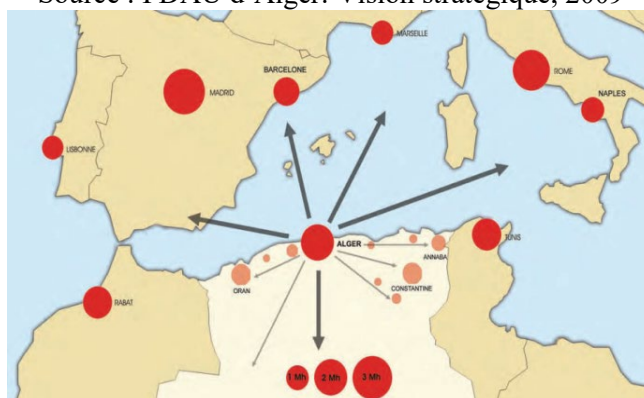 Source : PDAU d'Alger. Vision stratégique, 2009
MARSEILLE
BARCELONE
ROME
MADRID
NAPLES
LISBONNE
ALGER
TUNIS
ANNABA
ORAN
CONSTANTINE
RABAT
1 Mh
2 Mh
3 Mh